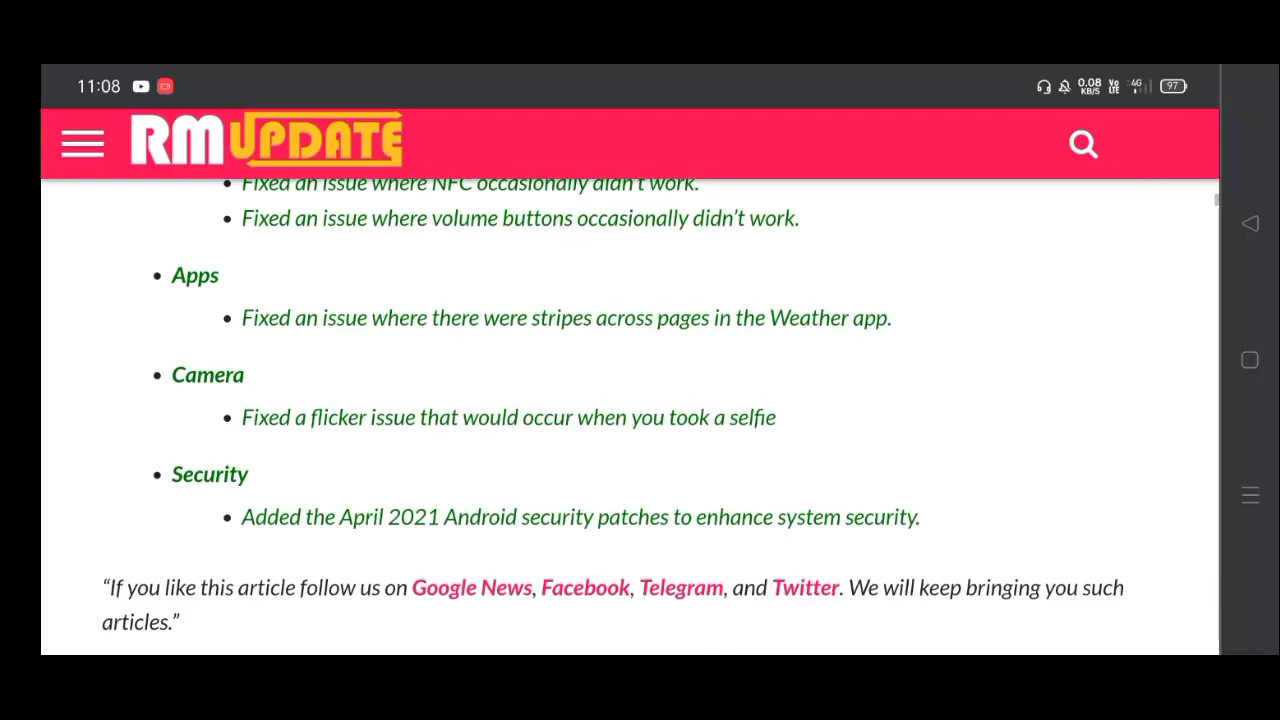 11:08 0.08 KB/S Vo LTE 4G 97
RM UPDATE
Fixed an issue where NFC occasionally didn't work.
Fixed an issue where volume buttons occasionally didn't work.
Apps
Fixed an issue where there were stripes across pages in the Weather app.
Camera
Fixed a flicker issue that would occur when you took a selfie
Security
Added the April 2021 Android security patches to enhance system security.
“If you like this article follow us on Google News, Facebook, Telegram, and Twitter. We will keep bringing you such
articles.”